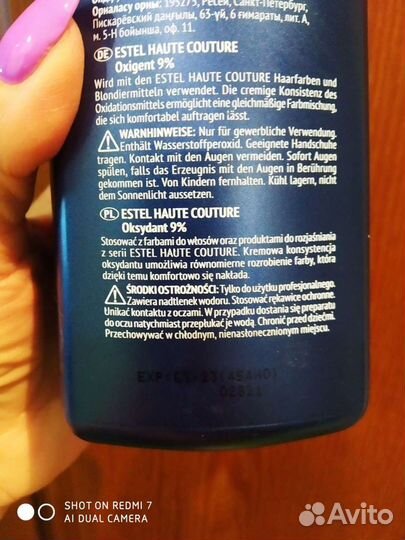 Орналасу орны: 195273, Ресей, Санкт-Петербург,
Пискарёвский даңғылы, 63-үй, 6 ғимараты, лит. А,
м. 5-Н бойынша, оф. 11.
DE ESTEL HAUTE COUTURE
Oxigent 9%
Wird mit den ESTEL HAUTE COUTURE Haarfarben und
Blondiermitteln verwendet. Die cremige Konsistenz des
Oxidationsmittels ermöglicht eine gleichmäßige Farbmischung,
die sich komfortabel auftragen lässt.
WARNHINWEISE: Nur für gewerbliche Verwendung.
Enthält Wasserstoffperoxid. Geeignete Handschuhe
tragen. Kontakt mit den Augen vermeiden. Sofort Augen
spülen, falls das Erzeugnis mit den Augen in Berührung
gekommen ist. Von Kindern fernhalten. Kühl lagern, nicht
dem Sonnenlicht aussetzen.
PL ESTEL HAUTE COUTURE
Oksydant 9%
Stosować z farbami do włosów oraz produktami do rozjaśniania
z serii ESTEL HAUTE COUTURE. Kremowa konsystencja
oksydantu umożliwia równomierne rozrobienie farby, która
dzięki temu komfortowo się nakłada.
ŚRODKI OSTROŻNOŚCI: Tylko do użytku profesjonalnego.
Zawiera nadtlenek wodoru. Stosować rękawice ochronne.
Unikać kontaktu z oczami. W przypadku dostania się preparatu
do oczu natychmiast przepłukać je wodą. Chronić przed dziećmi.
Przechowywać w chłodnym, nienasłonecznionym miejscu.
SHOT ON REDMI 7
AI DUAL CAMERA
Avito